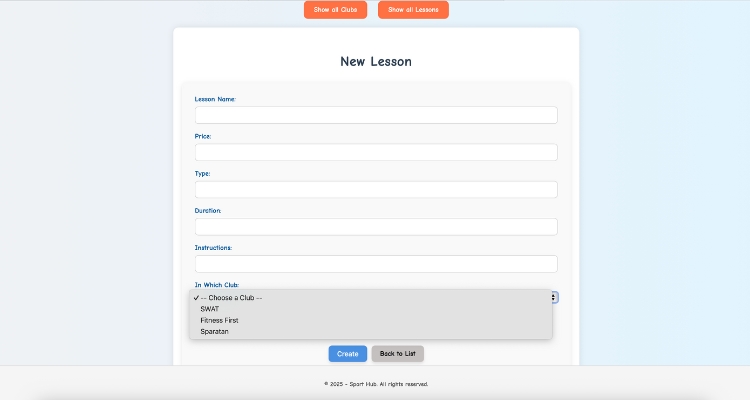 Show all Clubs
Show all Lessons
New Lesson
Lesson Name:
Price:
Type:
Duration:
Instructions:
In Which Club:
✓ -- Choose a Club --
SWAT
Fitness First
Sparatan
Create
Back to List
© 2025 - Sport Hub. All rights reserved.